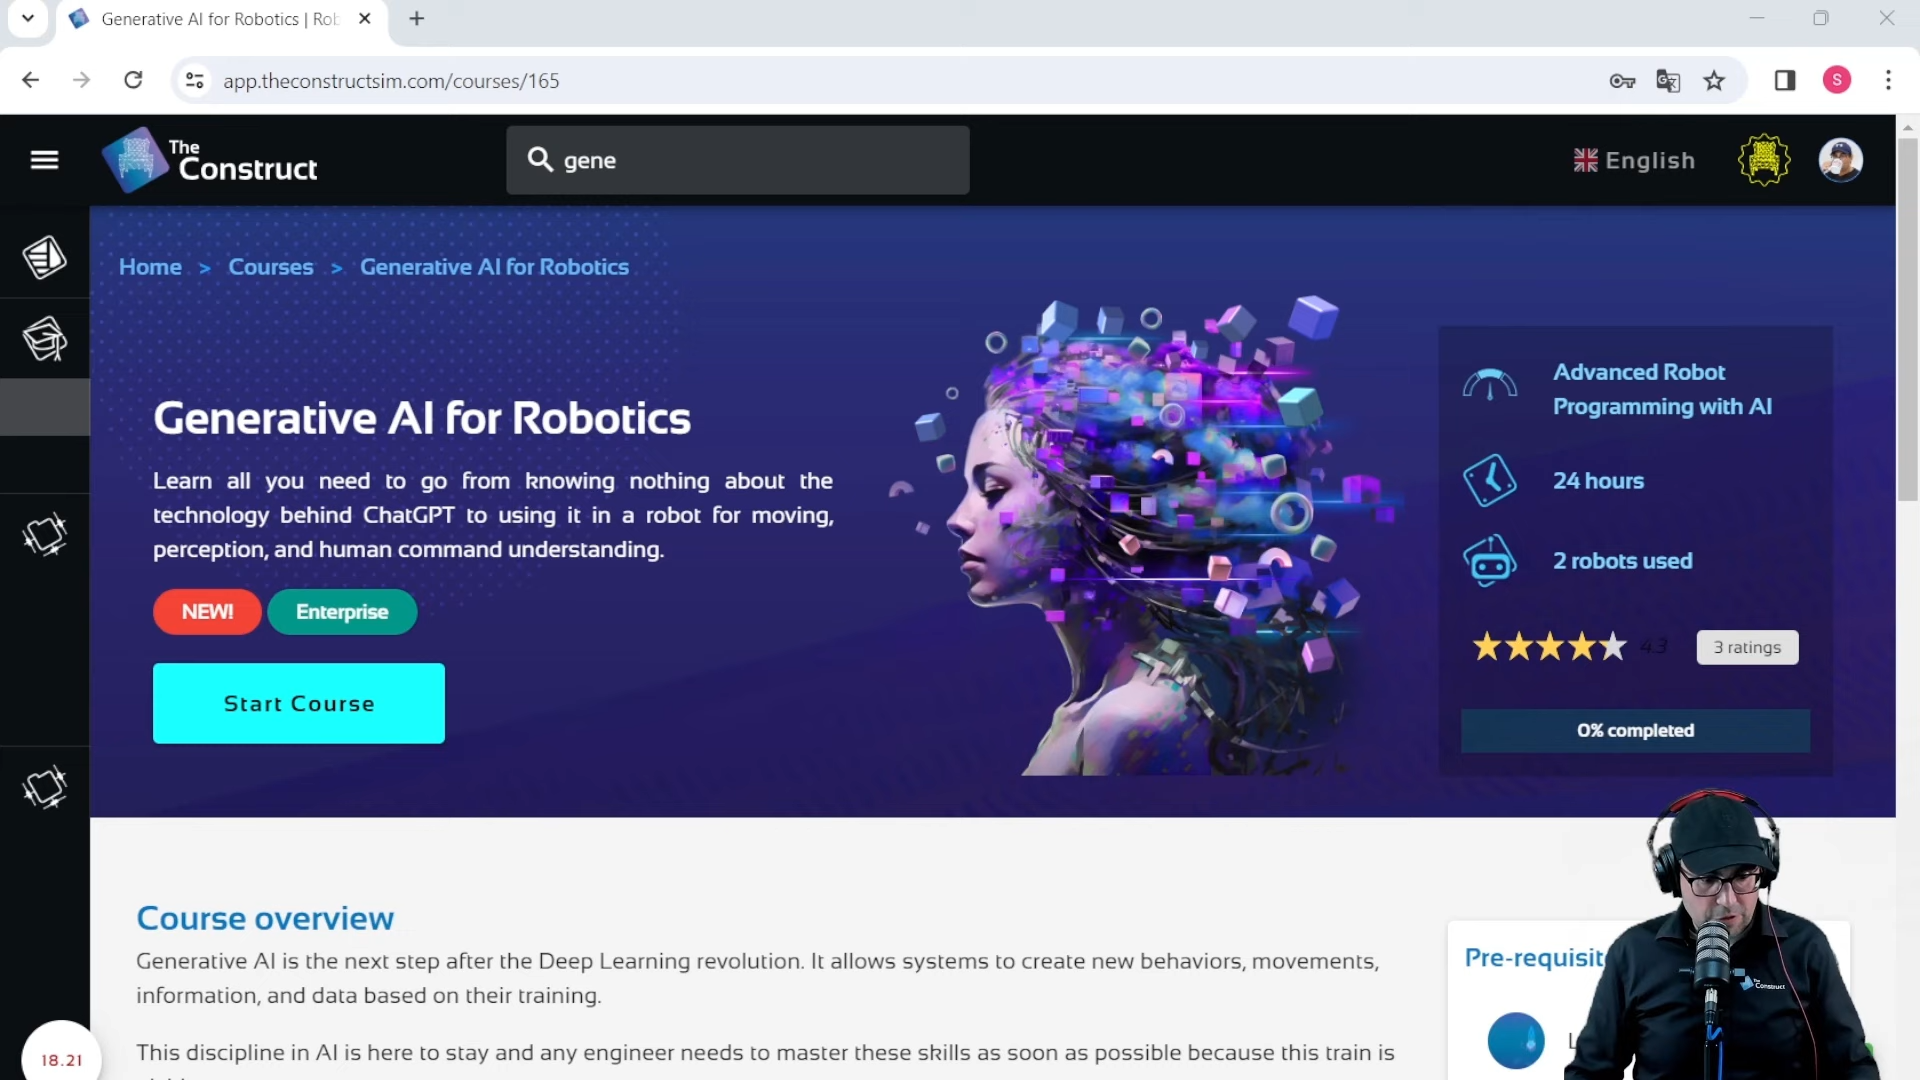 Generative AI for Robotics | Rob
app.theconstructsim.com/courses/165
S
The
Construct
gene
English
Home > Courses > Generative AI for Robotics
Generative AI for Robotics
Learn all you need to go from knowing nothing about the
technology behind ChatGPT to using it in a robot for moving,
perception, and human command understanding.
NEW!
Enterprise
Start Course
Advanced Robot
Programming with AI
24 hours
2 robots used
4.3
3 ratings
0% completed
Course overview
Generative AI is the next step after the Deep Learning revolution. It allows systems to create new behaviors, movements,
information, and data based on their training.
This discipline in AI is here to stay and any engineer needs to master these skills as soon as possible because this train is
Pre-requisit
The
Construct
18.21